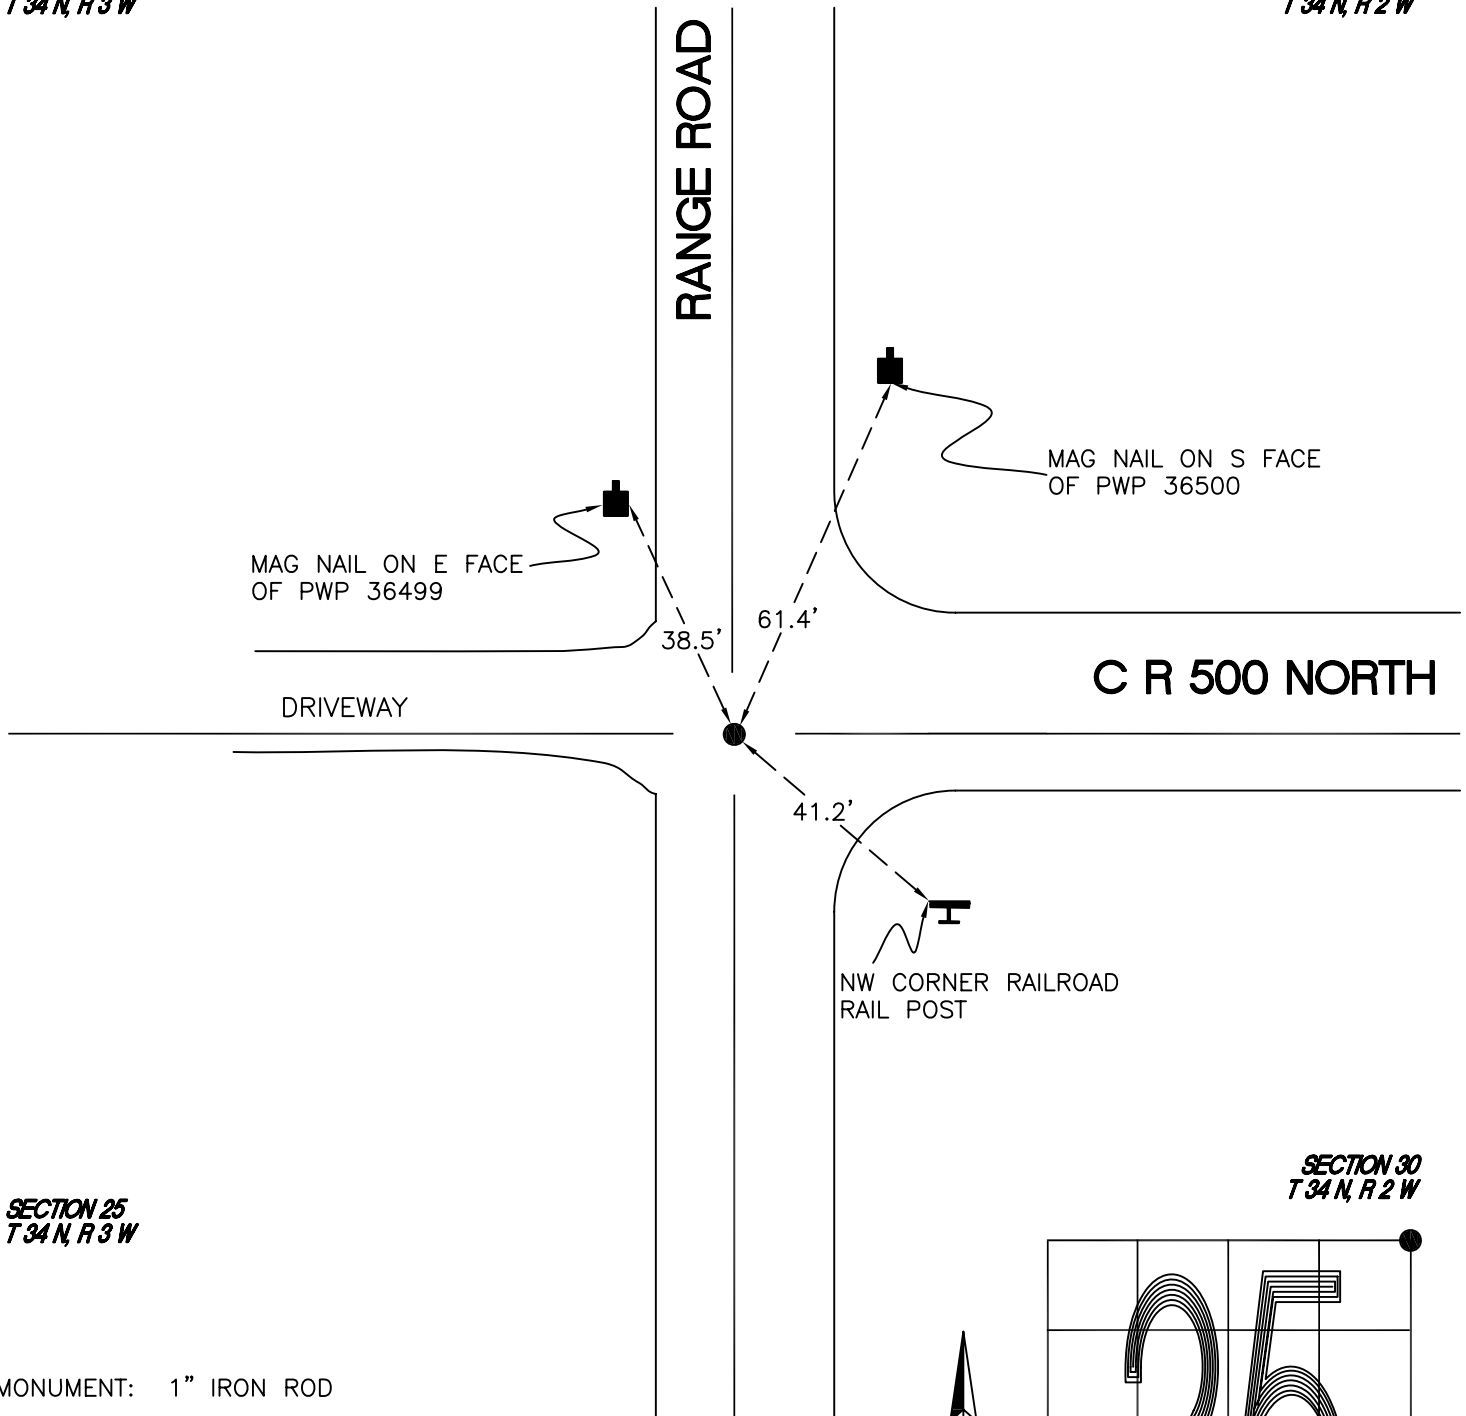 T 34 N, R 3 W
T 34 N, R 2 W
RANGE ROAD
MAG NAIL ON S FACE
OF PWP 36500
MAG NAIL ON E FACE
OF PWP 36499
61.4’
38.5’
C R 500 NORTH
DRIVEWAY
41.2’
NW CORNER RAILROAD
RAIL POST
SECTION 30
T 34 N, R 2 W
SECTION 25
T 34 N, R 3 W
25
MONUMENT: 1” IRON ROD